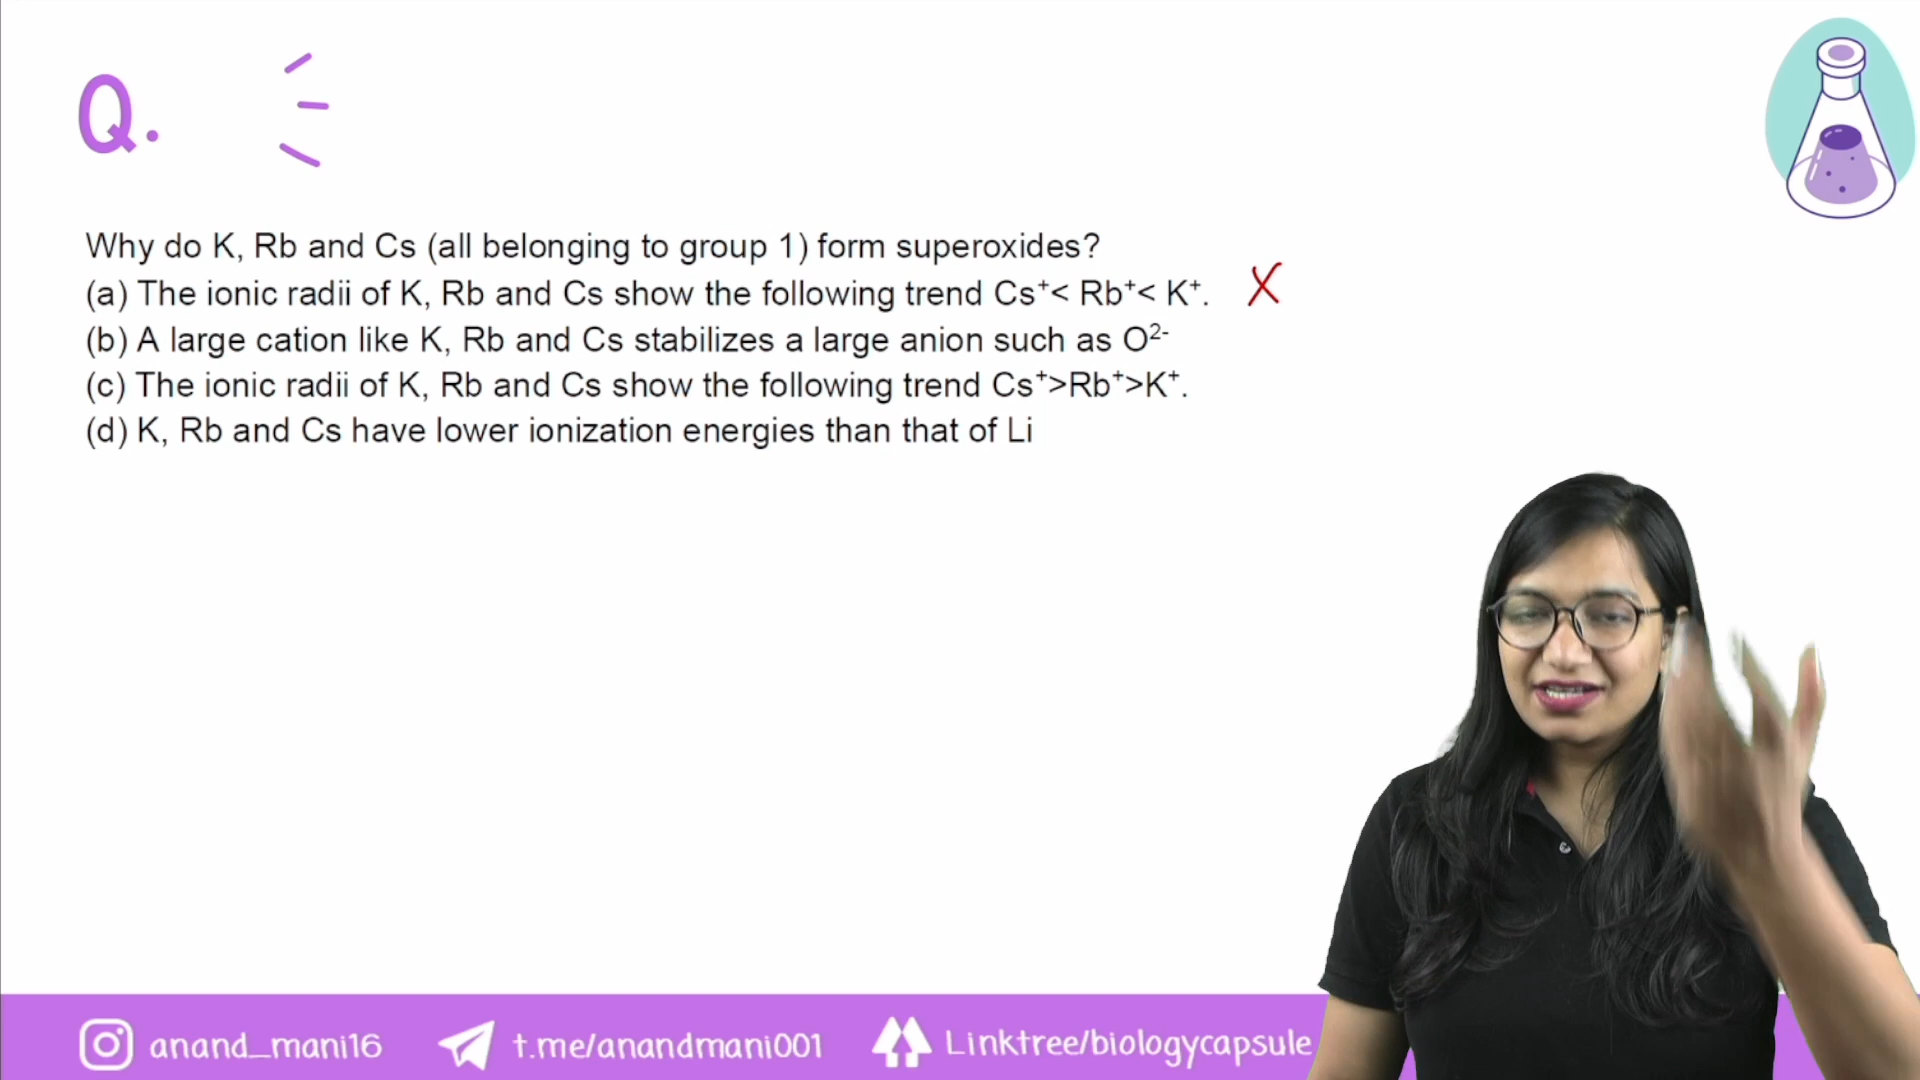 Q.
Why do K, Rb and Cs (all belonging to group 1) form superoxides?
(a) The ionic radii of K, Rb and Cs show the following trend Cs⁺< Rb⁺< K⁺. X
(b) A large cation like K, Rb and Cs stabilizes a large anion such as O²⁻
(c) The ionic radii of K, Rb and Cs show the following trend Cs⁺>Rb⁺>K⁺.
(d) K, Rb and Cs have lower ionization energies than that of Li
anand_mani16 t.me/anandmani001 Linktree/biologycapsule